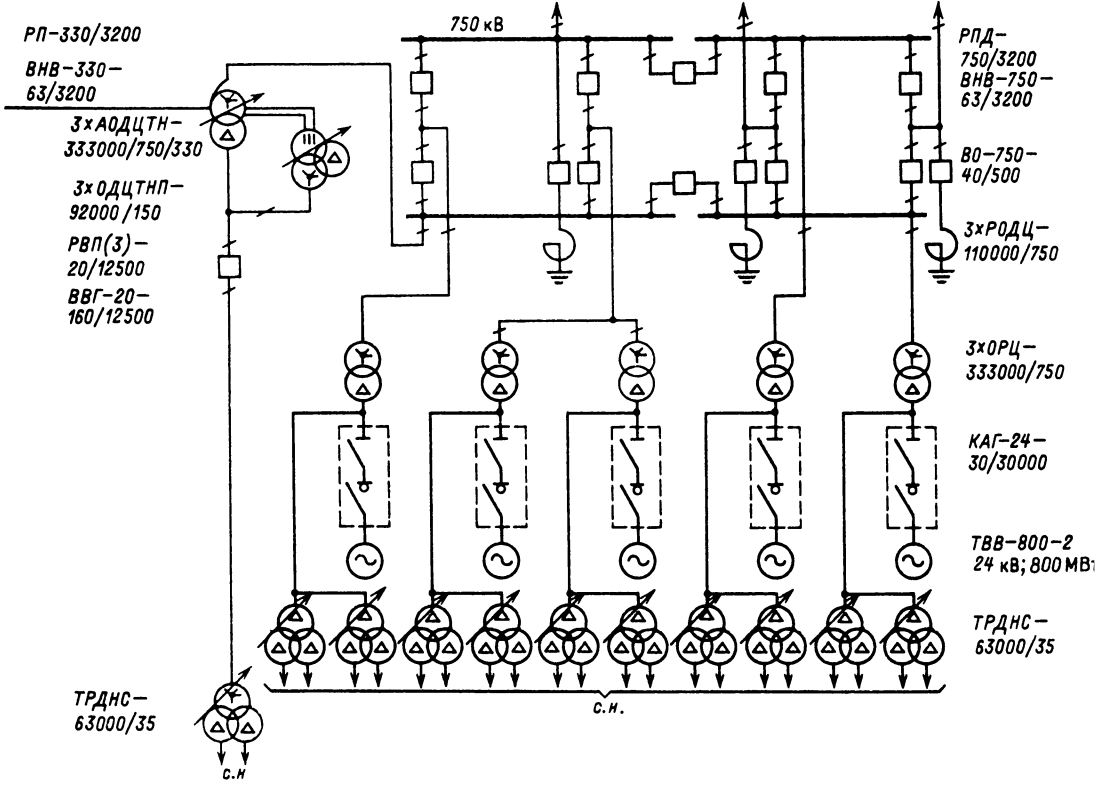 РП-330/3200
ВНВ-330-
63/3200
3×АОДЦТН-
333000/750/330
3×ОДЦТНП-
92000/150
РВП(3)-
20/12500
ВВГ-20-
160/12500
ТРДНС-
63000/35
с.н
750 кВ
РПД-
750/3200
ВНВ-750-
63/3200
ВО-750-
40/500
3×РОДЦ-
110000/750
3×ОРЦ-
333000/750
КАГ-24-
30/30000
ТВВ-800-2
24 кВ; 800 МВт
ТРДНС-
63000/35
с.н.